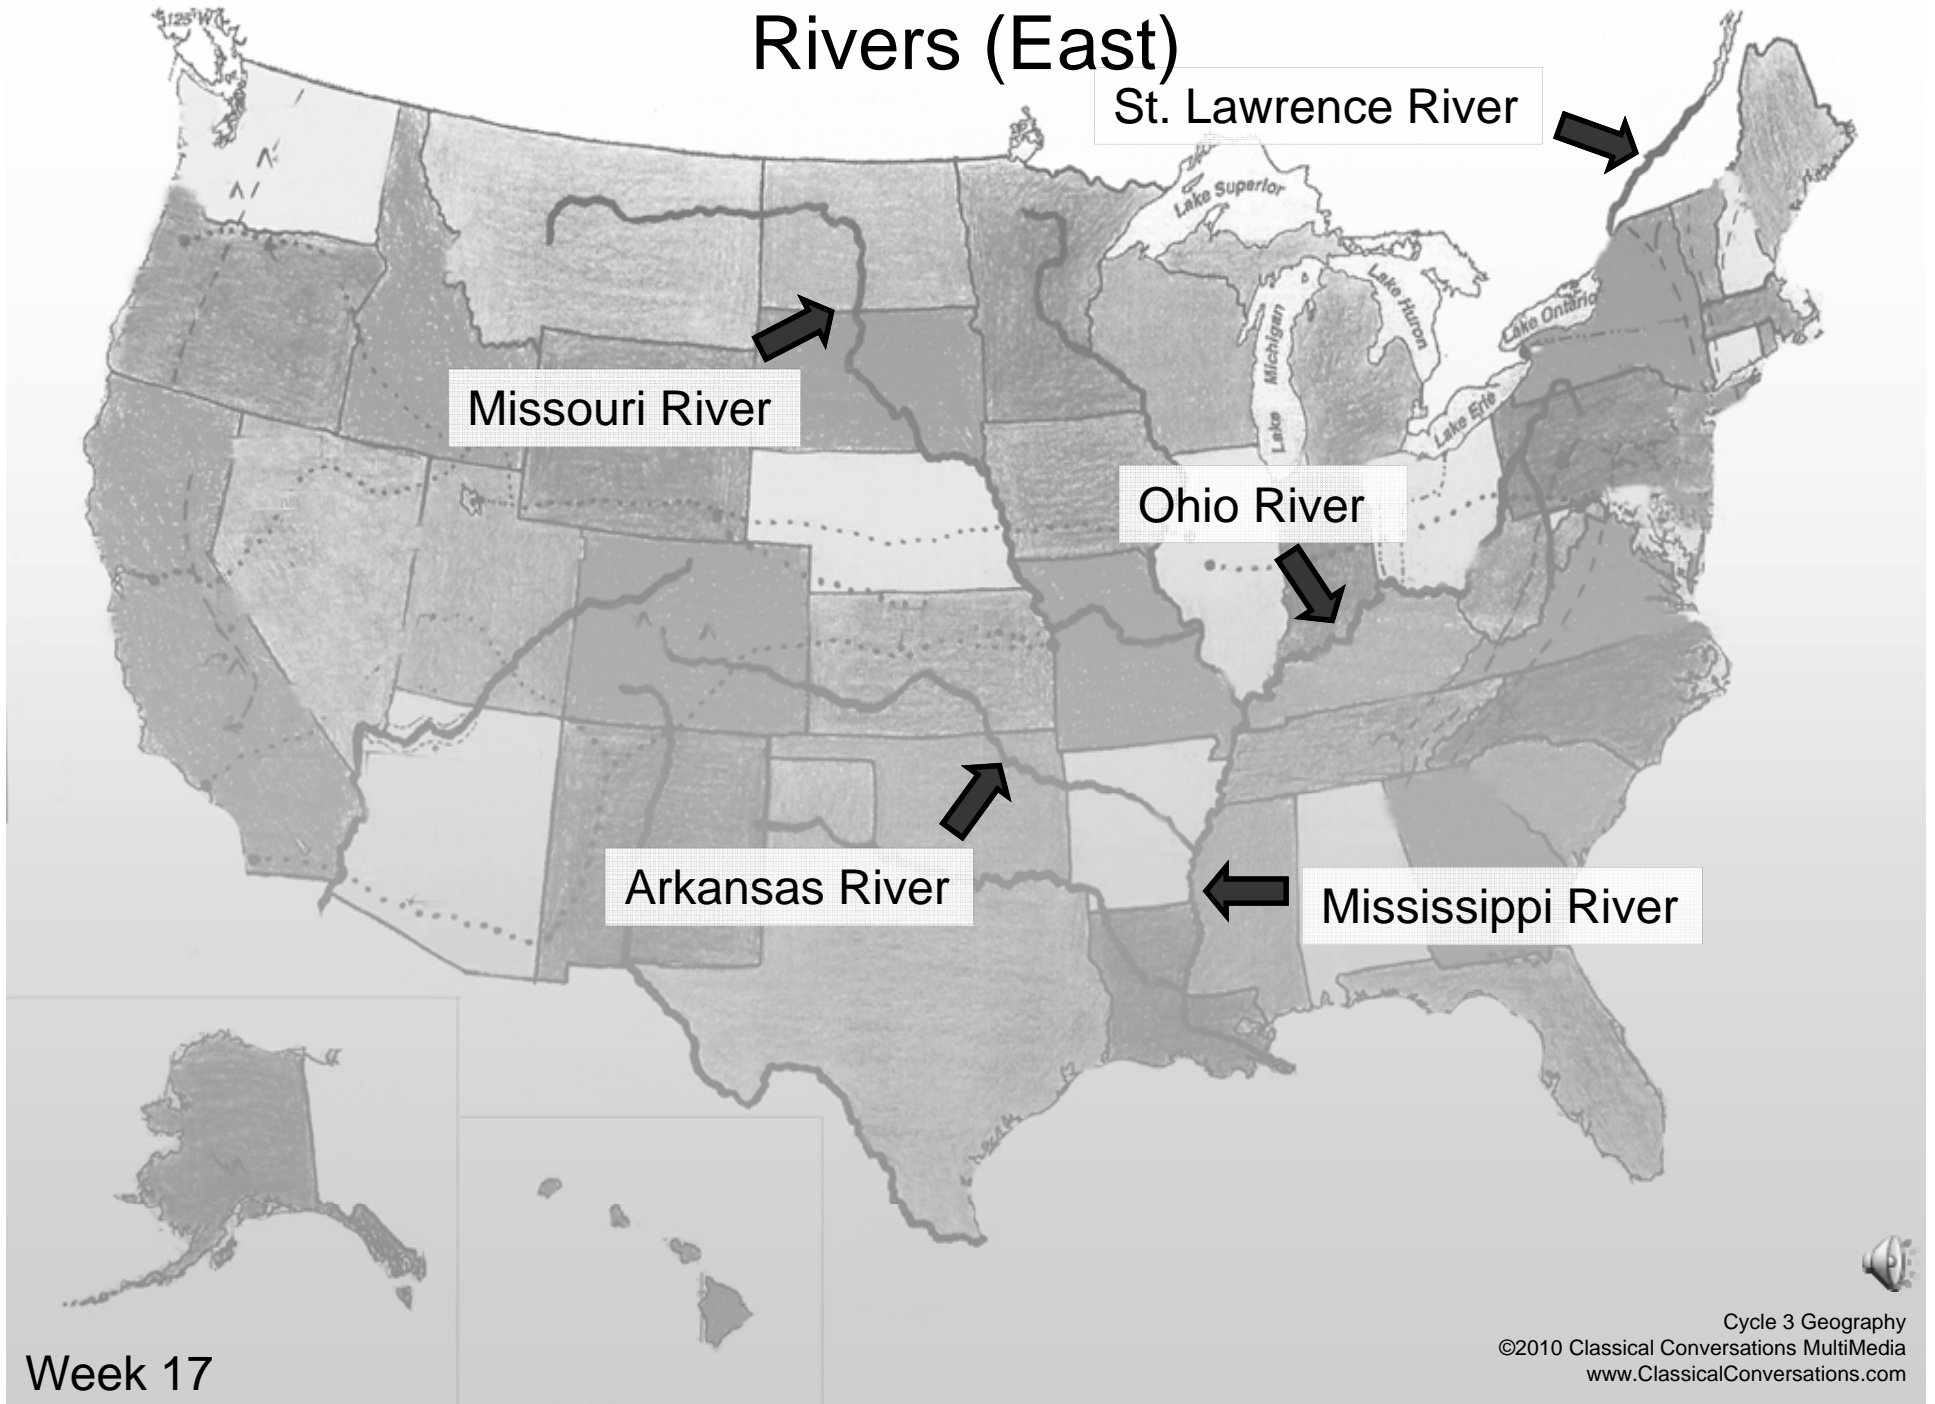 125°W
Rivers (East)
St. Lawrence River
Lake Superior
Lake Huron
Lake Ontario
Lake Michigan
Lake Erie
Missouri River
Ohio River
Arkansas River
Mississippi River
Cycle 3 Geography
©2010 Classical Conversations MultiMedia
www.ClassicalConversations.com
Week 17